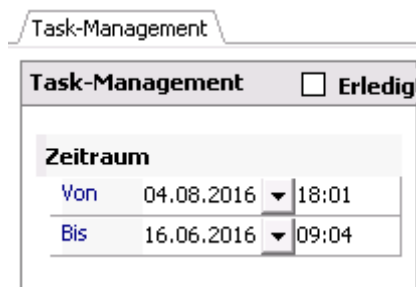 Task-Management
Task-Management Erledig
Zeitraum
Von 04.08.2016 18:01
Bis 16.06.2016 09:04